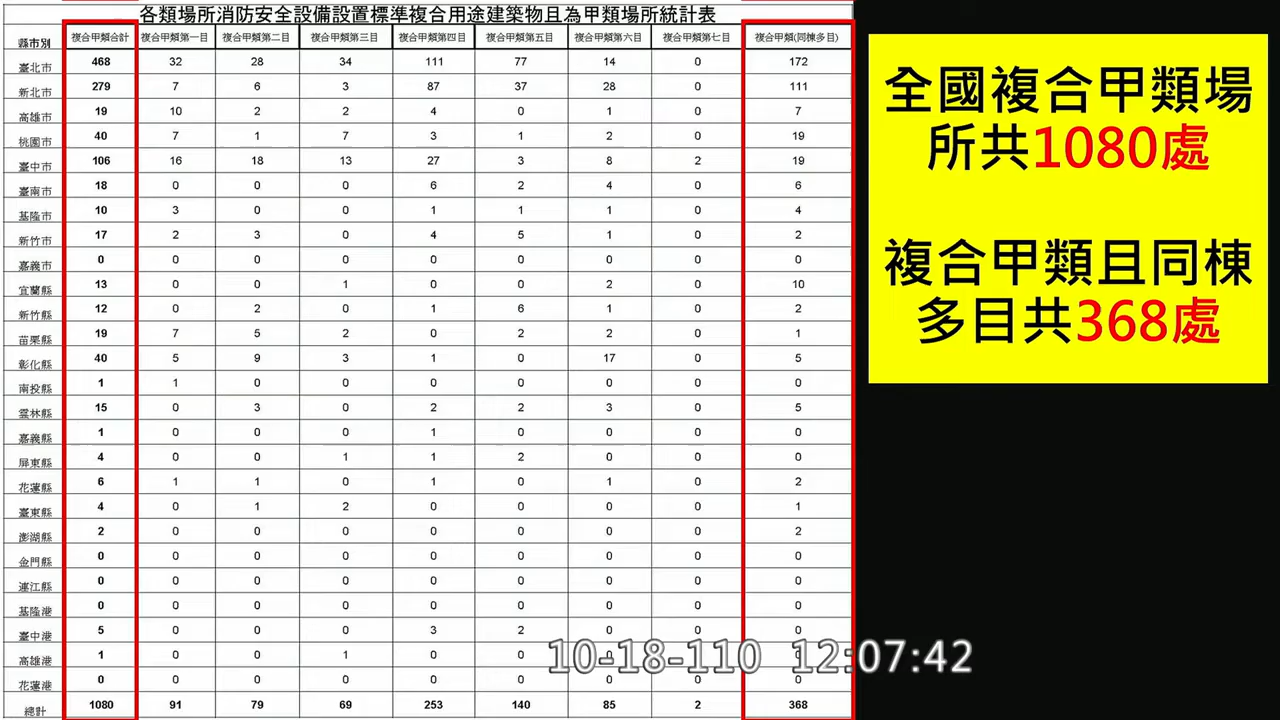 各類場所消防安全設備設置標準複合用途建築物且為甲類場所統計表
縣市別 複合甲類合計 複合甲類第一目 複合甲類第二目 複合甲類第三目 複合甲類第四目 複合甲類第五目 複合甲類第六目 複合甲類第七目 複合甲類(同棟多目)
臺北市 468 32 28 34 111 77 14 0 172
新北市 279 7 6 3 87 37 28 0 111
高雄市 19 10 2 2 4 0 1 0 7
桃園市 40 7 1 7 3 1 2 0 19
臺中市 106 16 18 13 27 3 8 2 19
臺南市 18 0 0 0 6 2 4 0 6
基隆市 10 3 0 0 1 1 1 0 4
新竹市 17 2 3 0 4 5 1 0 2
嘉義市 0 0 0 0 0 0 0 0 0
宜蘭縣 13 0 0 1 0 0 2 0 10
新竹縣 12 0 2 0 1 6 1 0 2
苗栗縣 19 7 5 2 0 2 2 0 1
彰化縣 40 5 9 3 1 0 17 0 5
南投縣 1 1 0 0 0 0 0 0 0
雲林縣 15 0 3 0 2 2 3 0 5
嘉義縣 1 0 0 0 1 0 0 0 0
屏東縣 4 0 0 1 1 2 0 0 0
花蓮縣 6 1 1 0 1 0 1 0 2
臺東縣 4 0 1 2 0 0 0 0 1
澎湖縣 2 0 0 0 0 0 0 0 2
金門縣 0 0 0 0 0 0 0 0 0
連江縣 0 0 0 0 0 0 0 0 0
基隆港 0 0 0 0 0 0 0 0 0
臺中港 5 0 0 0 3 2 0 0 0
高雄港 1 0 0 1 0 0 0 0
花蓮港 0 0 0 0 0 0 0 0 0
總計 1080 91 79 69 253 140 85 2 368
全國複合甲類場
所共1080處
複合甲類且同棟
多目共368處
10-18-110 12:07:42